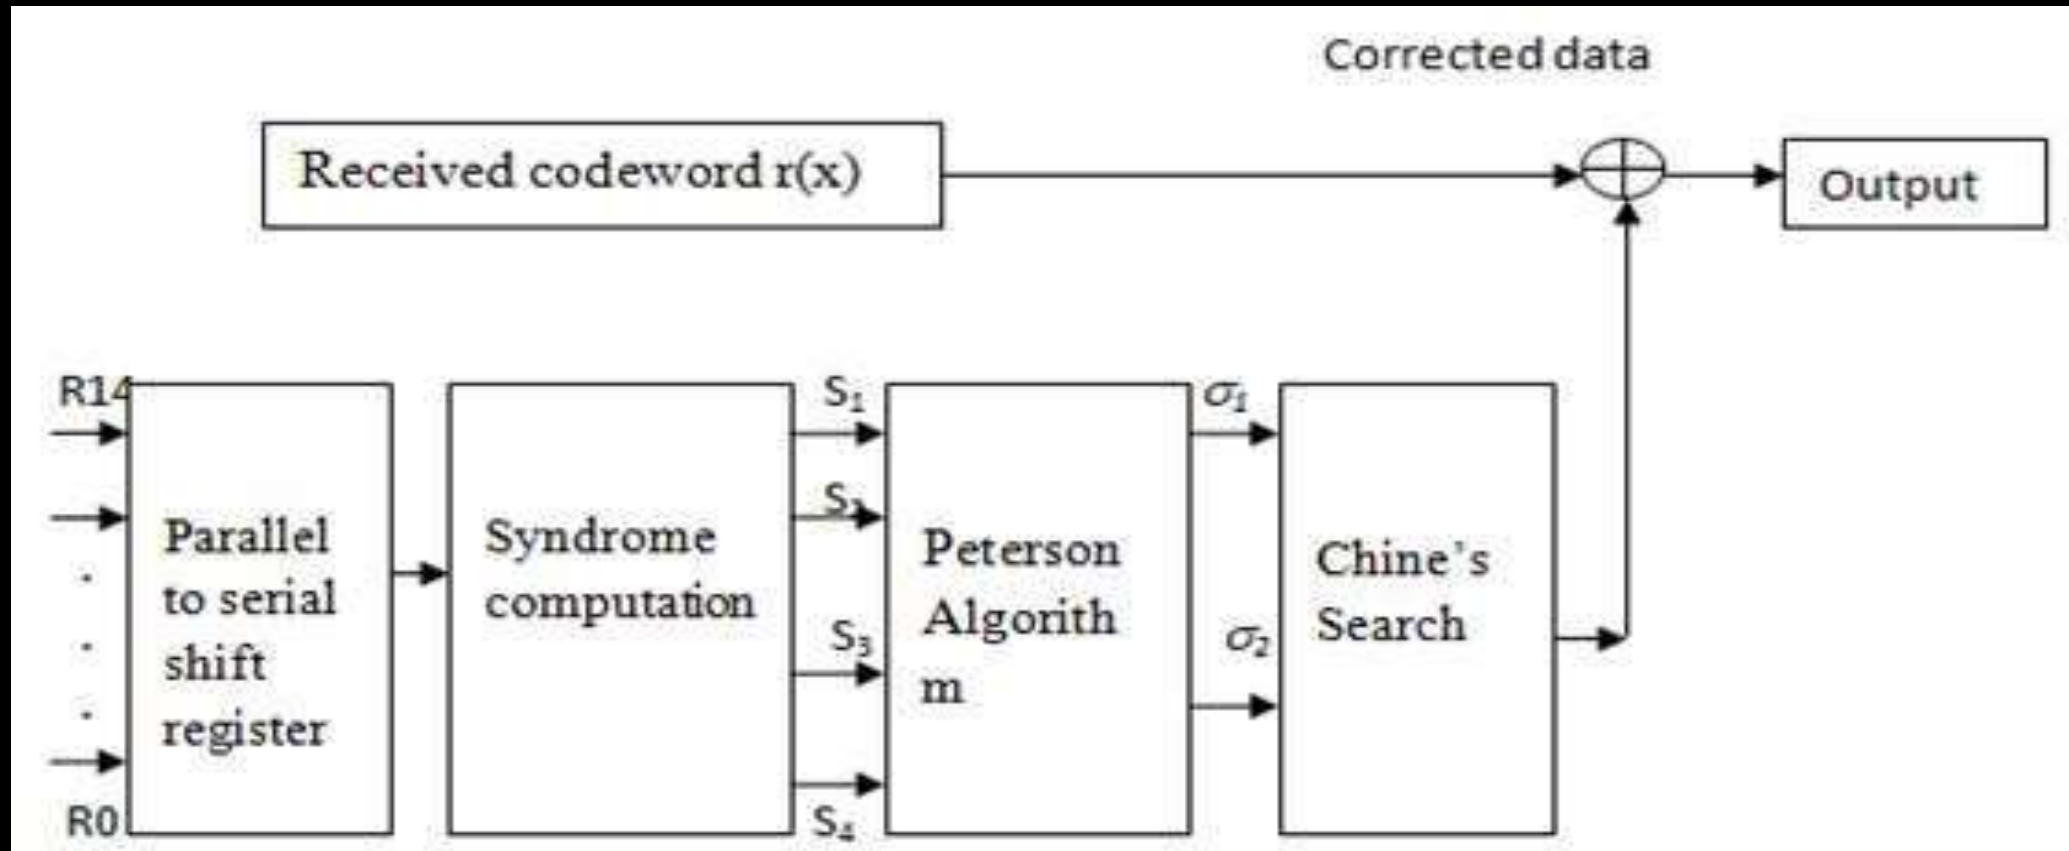 Corrected data
Received codeword r(x)
Output
R14
R0
Parallel
to serial
shift
register
Syndrome
computation
S₁
S₂
S₃
S₄
Peterson
Algorith
m
σ₁
σ₂
Chine's
Search